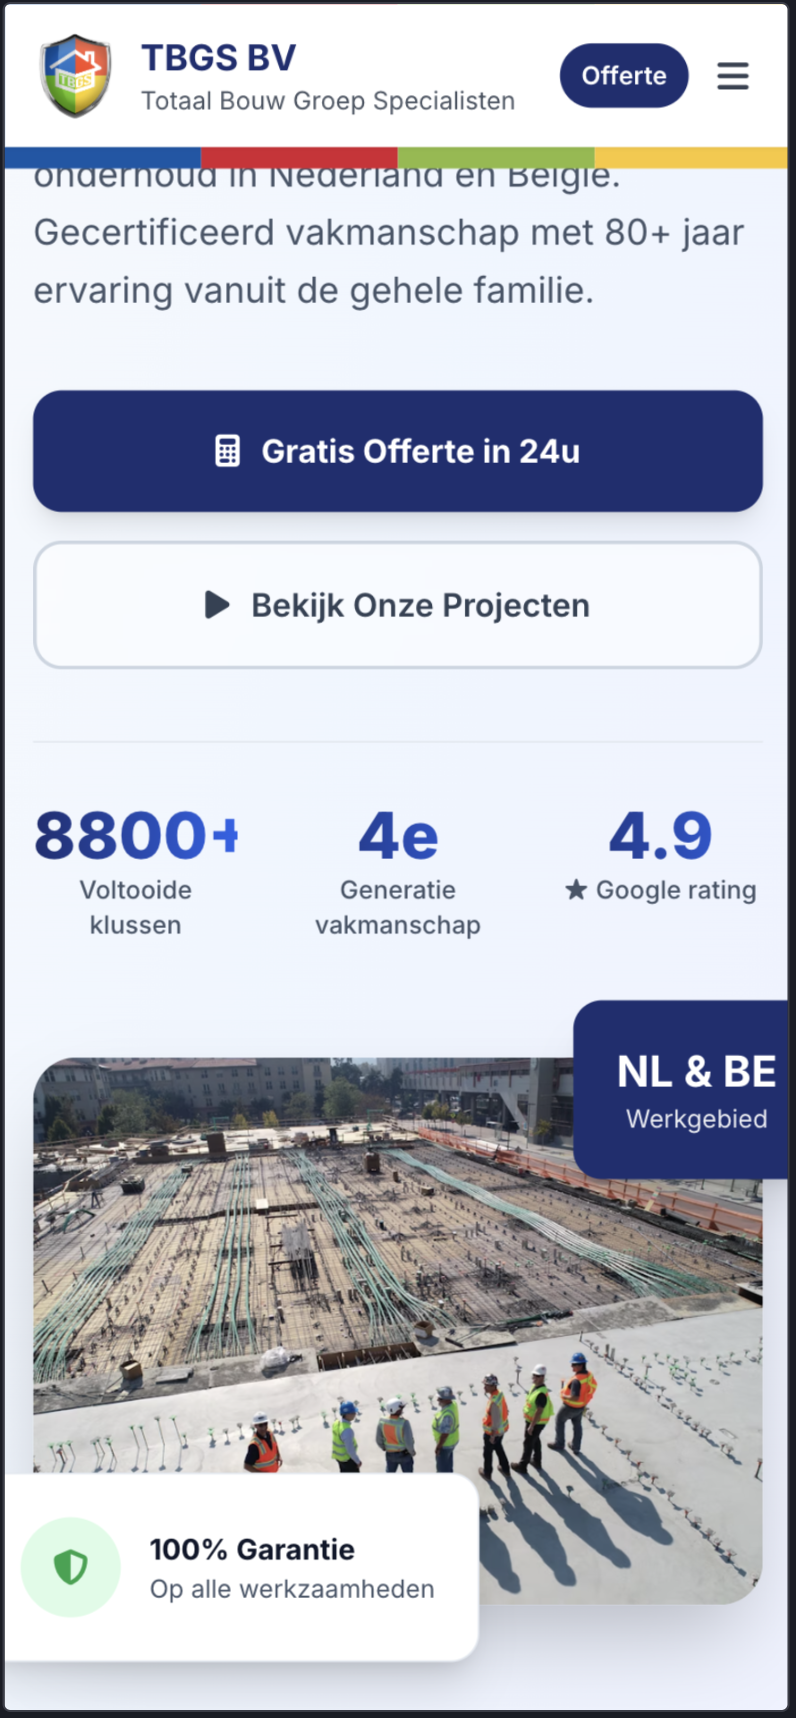 TBGS
TBGS BV
Totaal Bouw Groep Specialisten
Offerte
onderhoud in Nederland en België.
Gecertificeerd vakmanschap met 80+ jaar
ervaring vanuit de gehele familie.
Gratis Offerte in 24u
Bekijk Onze Projecten
8800+
Voltooide
klussen
4e
Generatie
vakmanschap
4.9
★ Google rating
NL & BE
Werkgebied
100% Garantie
Op alle werkzaamheden